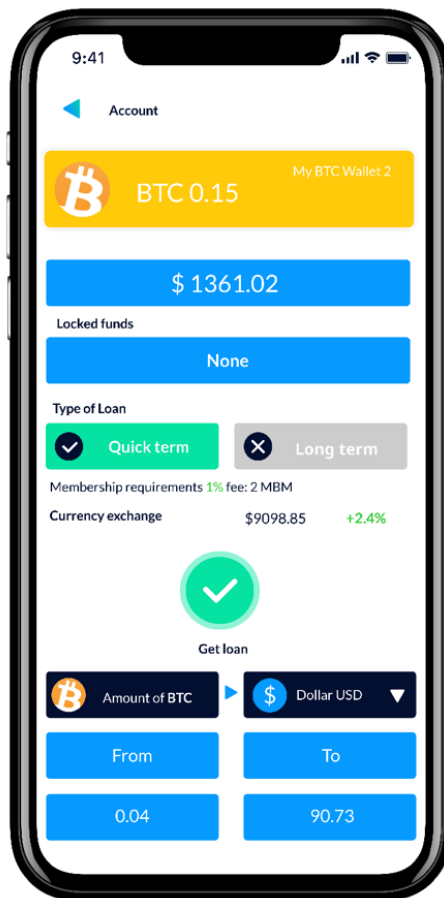 9:41
Account
My BTC Wallet 2
BTC 0.15
$ 1361.02
Locked funds
None
Type of Loan
Quick term
Long term
Membership requirements 1% fee: 2 MBM
Currency exchange $9098.85 +2.4%
Get loan
Amount of BTC
$ Dollar USD
From
To
0.04
90.73